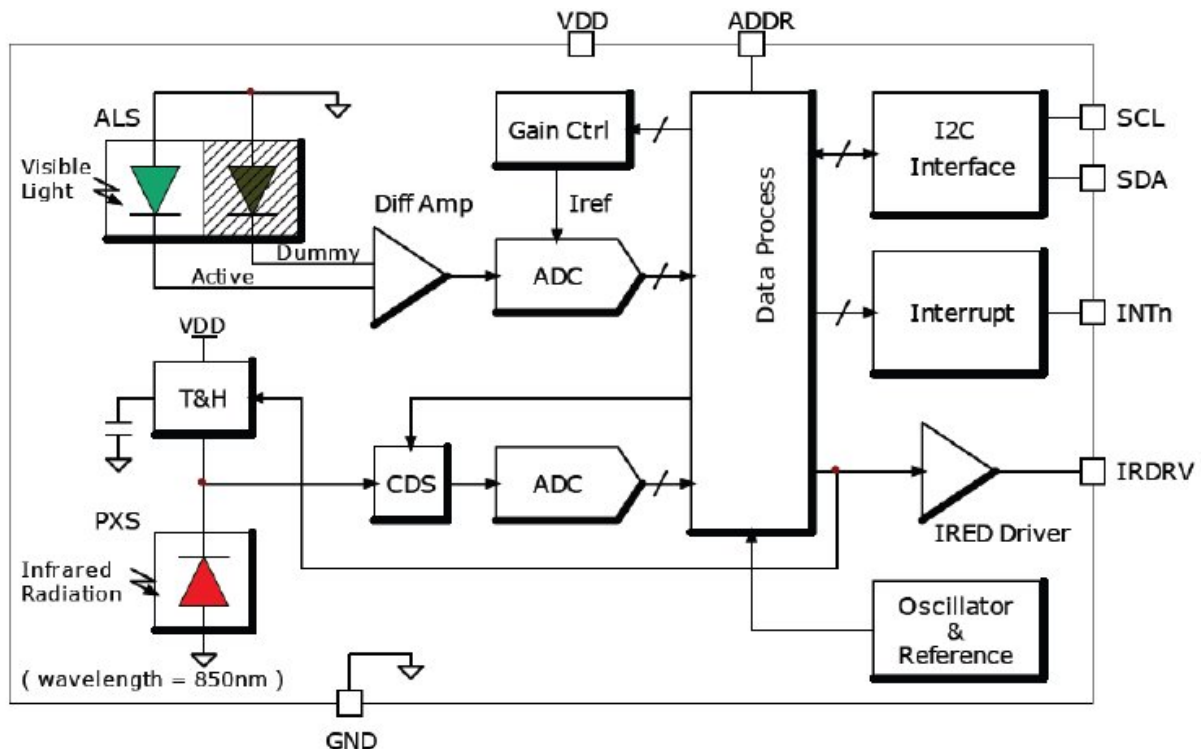 VDD
ADDR
ALS
Visible
Light
Gain Ctrl
I2C
Interface
SCL
SDA
Diff Amp
Iref
Dummy
Active
ADC
Data Process
Interrupt
INTn
VDD
T&H
CDS
ADC
IRED Driver
IRDRV
PXS
Infrared
Radiation
Oscillator
&
Reference
( wavelength = 850nm )
GND